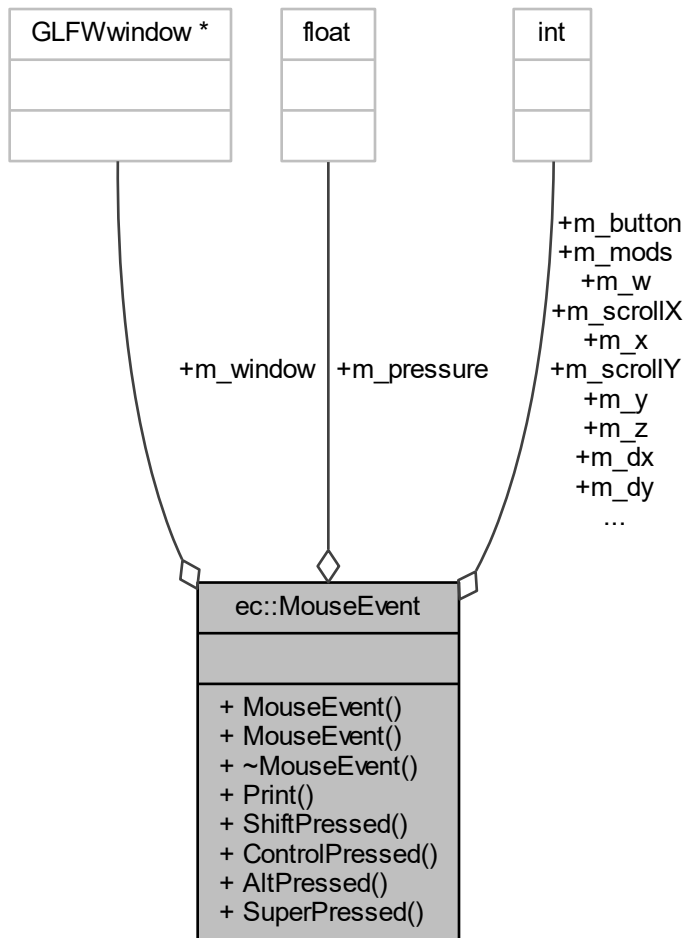 GLFWwindow *
float
int
+m_button
+m_mods
+m_w
+m_scrollX
+m_x
+m_scrollY
+m_y
+m_z
+m_dx
+m_dy
...
+m_window
+m_pressure
ec::MouseEvent
+ MouseEvent()
+ MouseEvent()
+ ~MouseEvent()
+ Print()
+ ShiftPressed()
+ ControlPressed()
+ AltPressed()
+ SuperPressed()